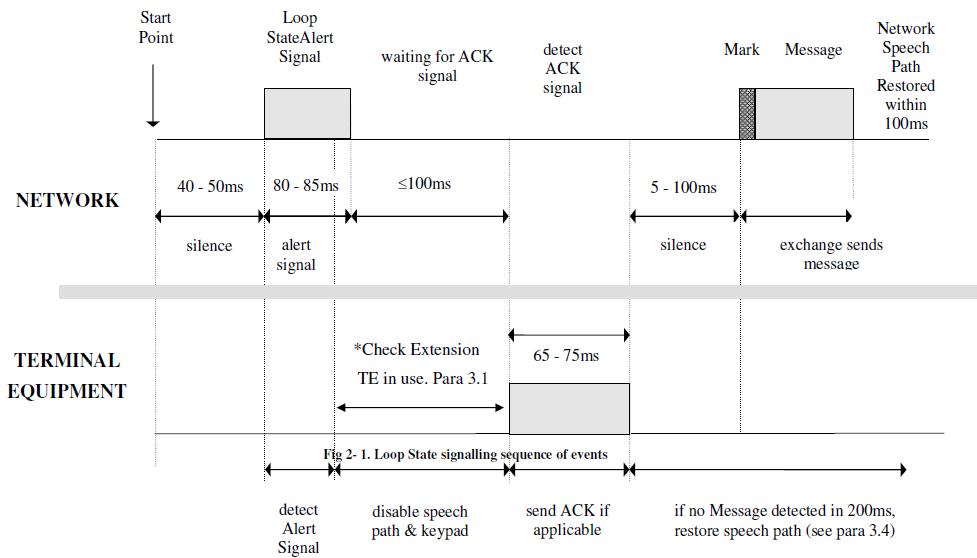 Start
Point
Loop
StateAlert
Signal
waiting for ACK
signal
detect
ACK
signal
Mark
Message
Network
Speech
Path
Restored
within
100ms
NETWORK
40 - 50ms
80 - 85ms
≤100ms
5 - 100ms
silence
alert
signal
silence
exchange sends
message
TERMINAL
EQUIPMENT
*Check Extension
TE in use. Para 3.1
65 - 75ms
Fig 2- 1. Loop State signalling sequence of events
detect
Alert
Signal
disable speech
path & keypad
send ACK if
applicable
if no Message detected in 200ms,
restore speech path (see para 3.4)